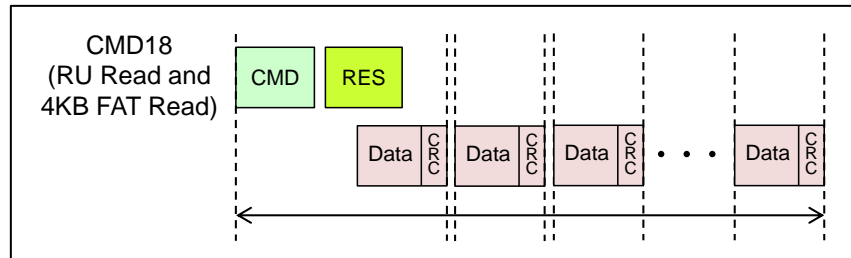 CMD18
(RU Read and
4KB FAT Read)
CMD
RES
Data
CRC
Data
CRC
Data
CRC
• • •
Data
CRC